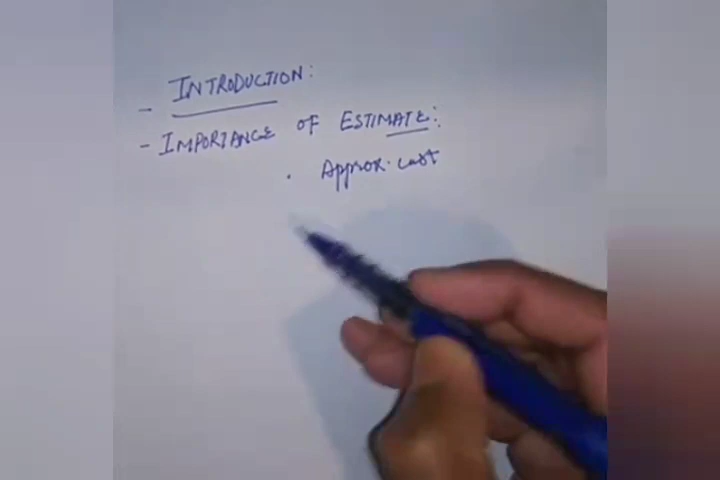 - INTRODUCTION:
- IMPORTANCE OF ESTIMATE:
. Approx. cost